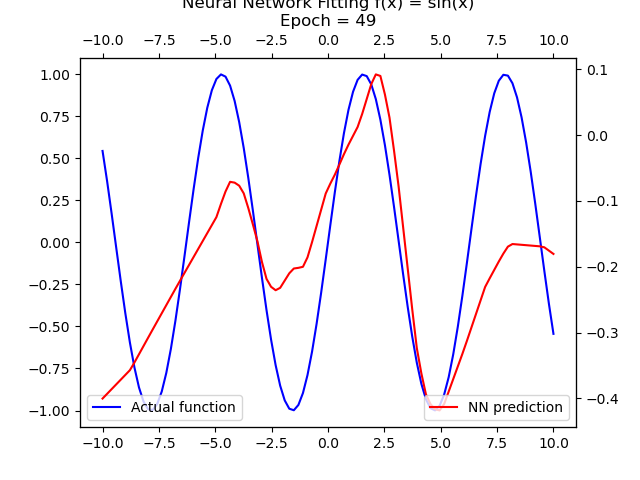 Neural Network Fitting f(x) = sin(x)
Epoch = 49
−10.0 −7.5 −5.0 −2.5 0.0 2.5 5.0 7.5 10.0
1.00 0.1
0.75
0.50 0.0
0.25 −0.1
0.00
−0.25 −0.2
−0.50 −0.3
−0.75
−1.00 −0.4
Actual function NN prediction
−10.0 −7.5 −5.0 −2.5 0.0 2.5 5.0 7.5 10.0